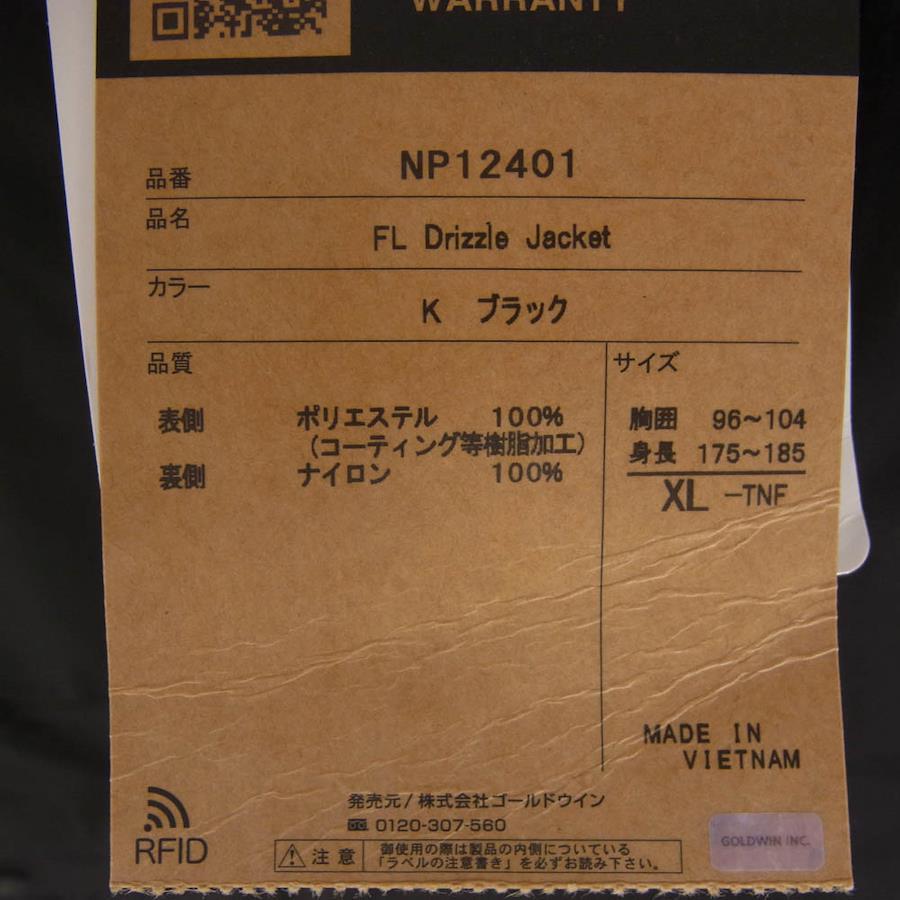 WARRANTY
品番 NP12401
品名 FL Drizzle Jacket
カラー K ブラック
品質
表側 ポリエステル 100%
(コーティング等樹脂加工)
裏側 ナイロン 100%
サイズ
胸囲 96~104
身長 175~185
XL -TNF
MADE IN
VIETNAM
発売元/株式会社ゴールドウイン
0120-307-560
RFID
注意 御使用の際は製品の内側についている
「ラベルの注意書き」を必ずお読み下さい。
GOLDWIN INC.